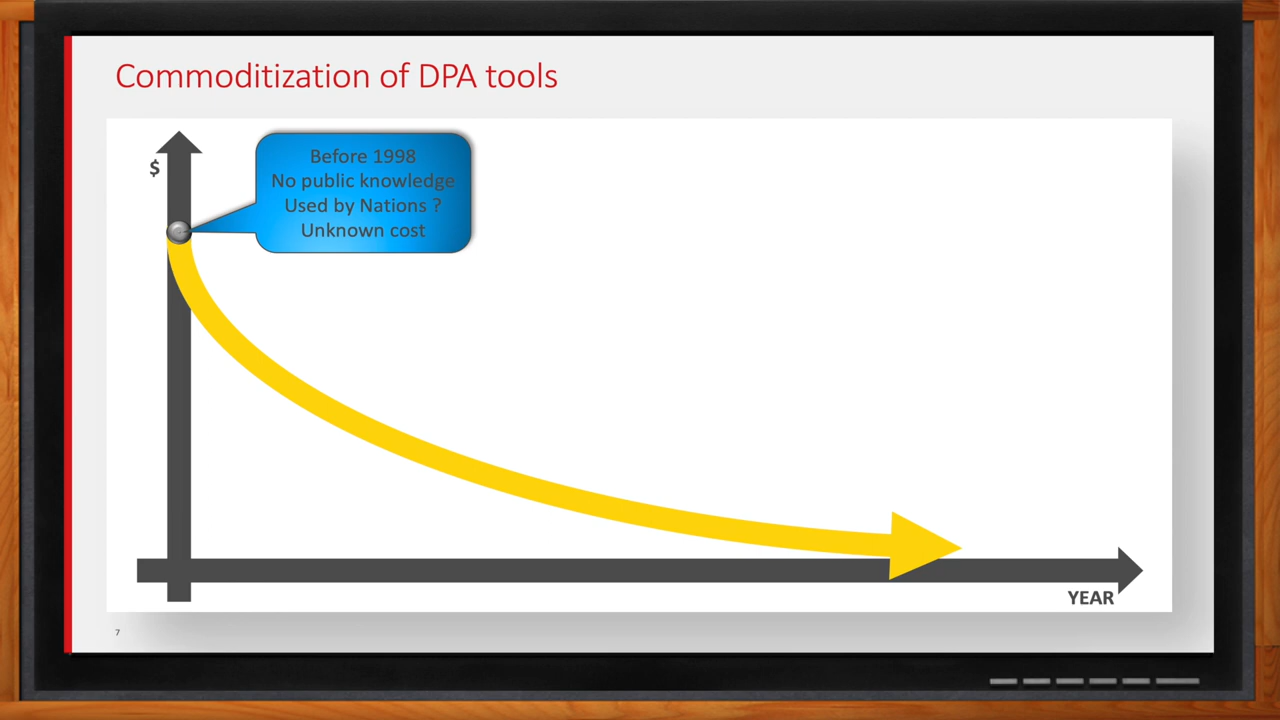 Commoditization of DPA tools
$
Before 1998
No public knowledge
Used by Nations ?
Unknown cost
YEAR
7